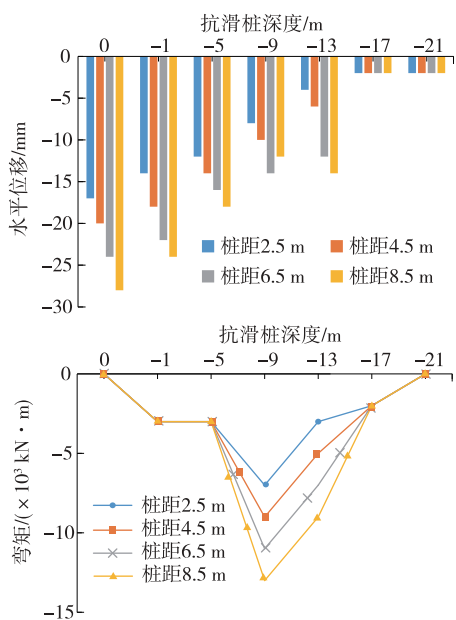 抗滑桩深度/m
0 −1 −5 −9 −13 −17 −21
0
−5
−10
−15
−20
−25
−30
水平位移/mm
桩距2.5 m 桩距4.5 m
桩距6.5 m 桩距8.5 m
抗滑桩深度/m
0 −1 −5 −9 −13 −17 −21
0
−5
−10
−15
弯矩/(×10³ kN·m)
桩距2.5 m
桩距4.5 m
桩距6.5 m
桩距8.5 m